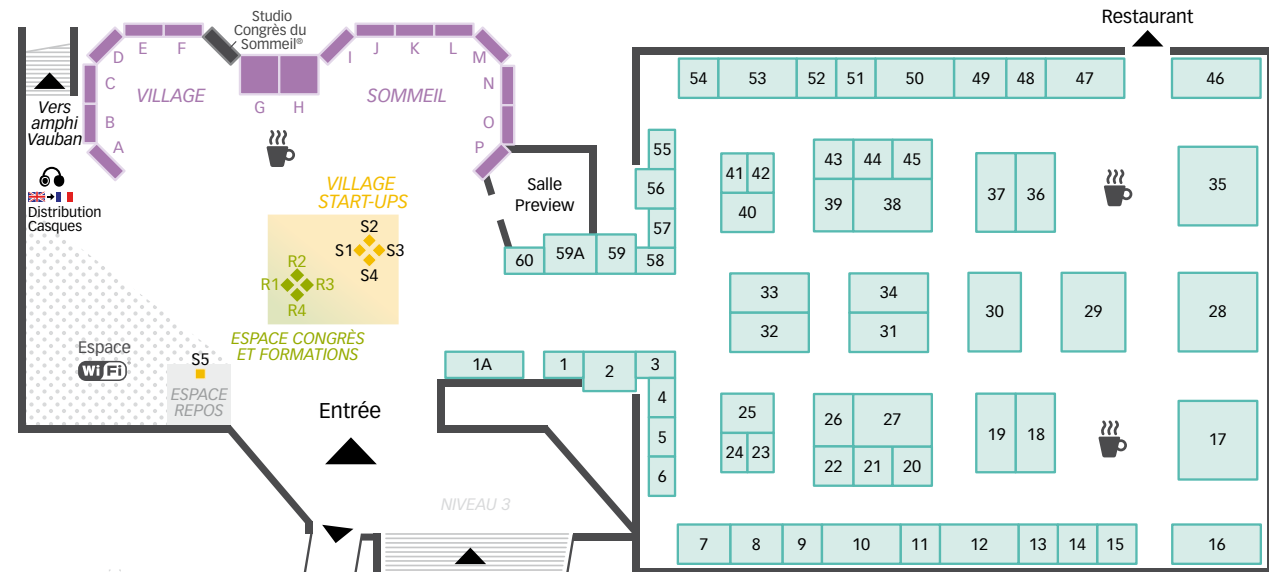 Studio
Congrès du
Sommeil®
Restaurant
E F
J K L
D
I
M
C
VILLAGE
SOMMEIL
N
G H
B
O
A
P
Vers
amphi
Vauban
Distribution
Casques
VILLAGE
START-UPS
S2
S1 S3
S4
R2
R1 R3
R4
ESPACE CONGRÈS
ET FORMATIONS
Salle
Preview
Espace
Wi Fi
S5
ESPACE
REPOS
Entrée
NIVEAU 3
54 53 52 51 50 49 48 47 46
55
56
57
60 59A 59 58
41 42
40
43 44 45
39 38
37 36
35
33
32
34
31
30
29
28
1A 1 2 3
4
5
6
25
24 23
26 27
22 21 20
19 18
17
7 8 9 10 11 12 13 14 15 16